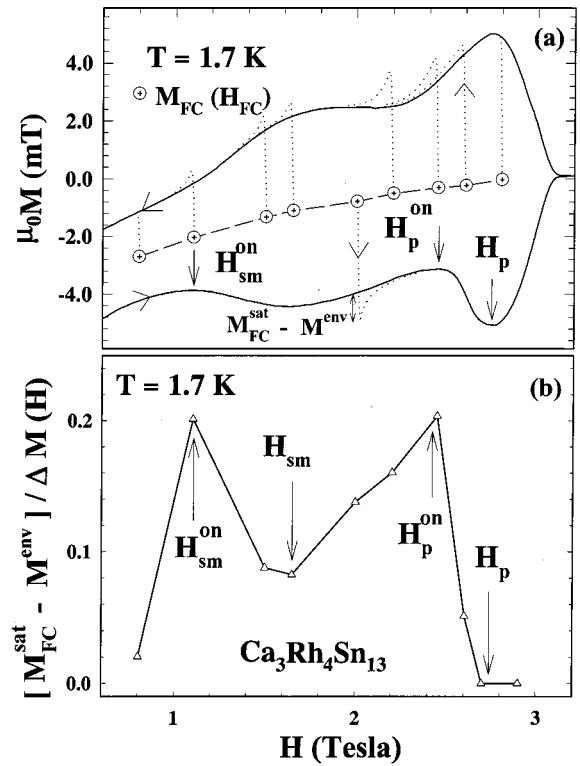 (a)
T = 1.7 K
M_FC (H_FC)
4.0
2.0
0.0
-2.0
-4.0
μ₀M (mT)
H_sm^on
H_p^on
H_p
M_FC^sat - M^env
(b)
T = 1.7 K
[ M_FC^sat - M^env ] / Δ M (H)
0.2
0.1
0.0
H_sm^on
H_sm
H_p^on
H_p
Ca₃Rh₄Sn₁₃
1 2 3
H (Tesla)